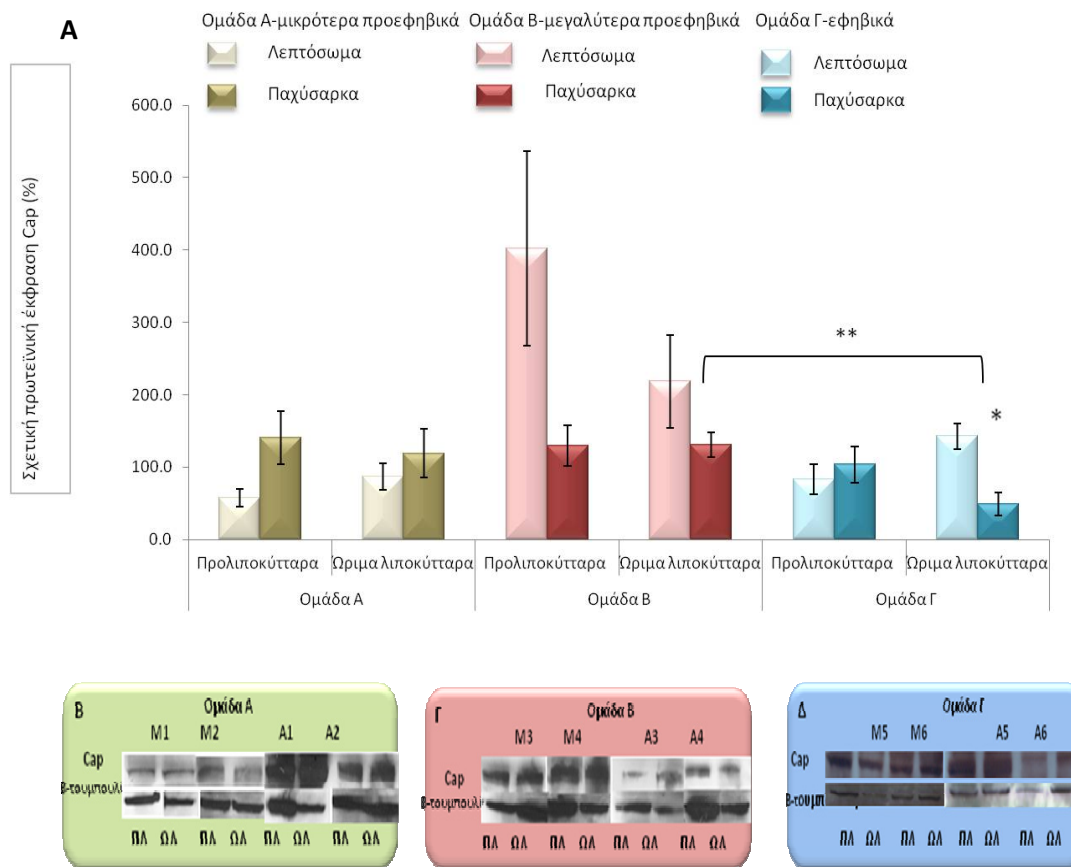 Α
Ομάδα Α-μικρότερα προεφηβικά Ομάδα Β-μεγαλύτερα προεφηβικά Ομάδα Γ-εφηβικά
Λεπτόσωμα Λεπτόσωμα Λεπτόσωμα
Παχύσαρκα Παχύσαρκα Παχύσαρκα
Σχετική πρωτεϊνική έκφραση Cap (%)
600.0
500.0
400.0
300.0
200.0
100.0
0.0
**
*
Προλιποκύτταρα Ώριμα λιποκύτταρα Προλιποκύτταρα Ώριμα λιποκύτταρα Προλιποκύτταρα Ώριμα λιποκύτταρα
Ομάδα Α Ομάδα Β Ομάδα Γ
Β Ομάδα Α
M1 M2 A1 A2
Cap
Β-τουμπουλί
ΠΛ ΩΛ ΠΛ ΩΛ ΠΛ ΩΛ ΠΛ ΩΛ
Γ Ομάδα Β
M3 M4 A3 A4
Cap
Β-τουμπουλί
ΠΛ ΩΛ ΠΛ ΩΛ ΠΛ ΩΛ ΠΛ ΩΛ
Δ Ομάδα Γ
M5 M6 A5 A6
Cap
ΠΛ ΩΛ ΠΛ ΩΛ ΠΛ ΩΛ ΠΛ ΩΛ